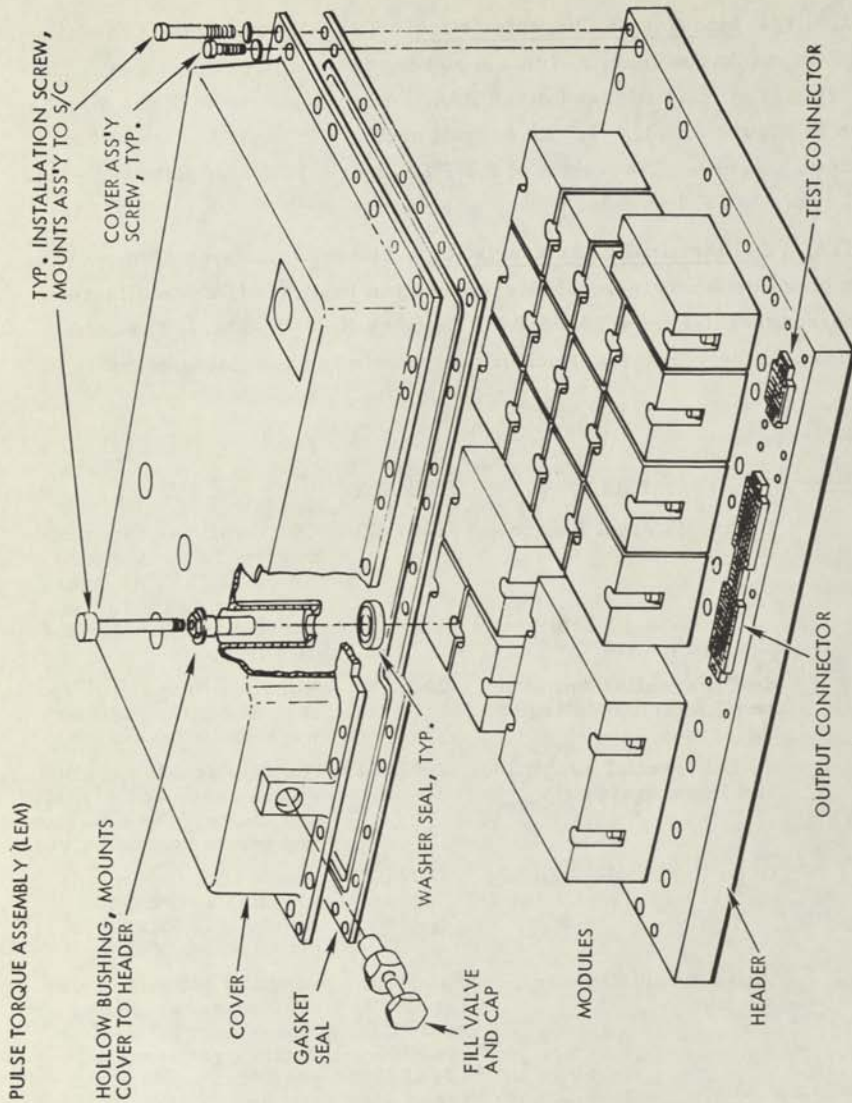 PULSE TORQUE ASSEMBLY (LEM)
TYP. INSTALLATION SCREW,
MOUNTS ASS'Y TO S/C
COVER ASS'Y
SCREW, TYP.
HOLLOW BUSHING, MOUNTS
COVER TO HEADER
COVER
GASKET
SEAL
WASHER SEAL, TYP.
FILL VALVE
AND CAP
MODULES
TEST CONNECTOR
OUTPUT CONNECTOR
HEADER